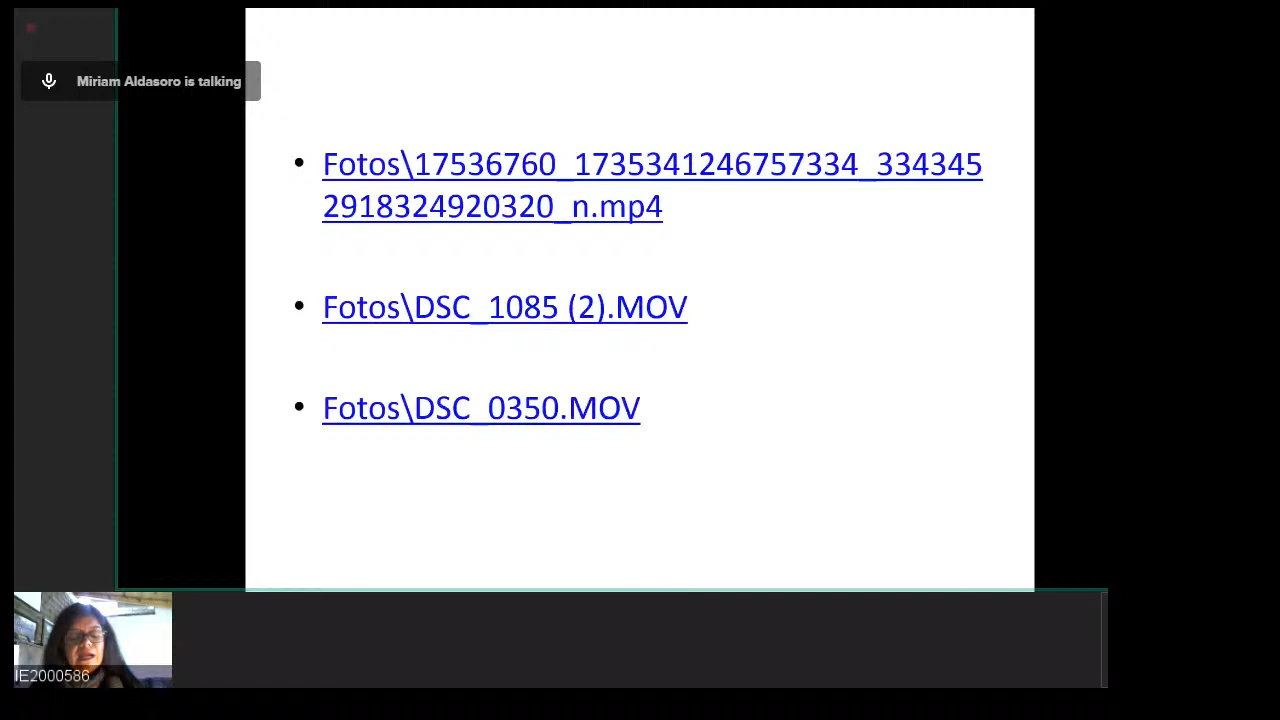 Miriam Aldasoro is talking
• Fotos\17536760_1735341246757334_334345
2918324920320_n.mp4
• Fotos\DSC_1085 (2).MOV
• Fotos\DSC_0350.MOV
IE2000586